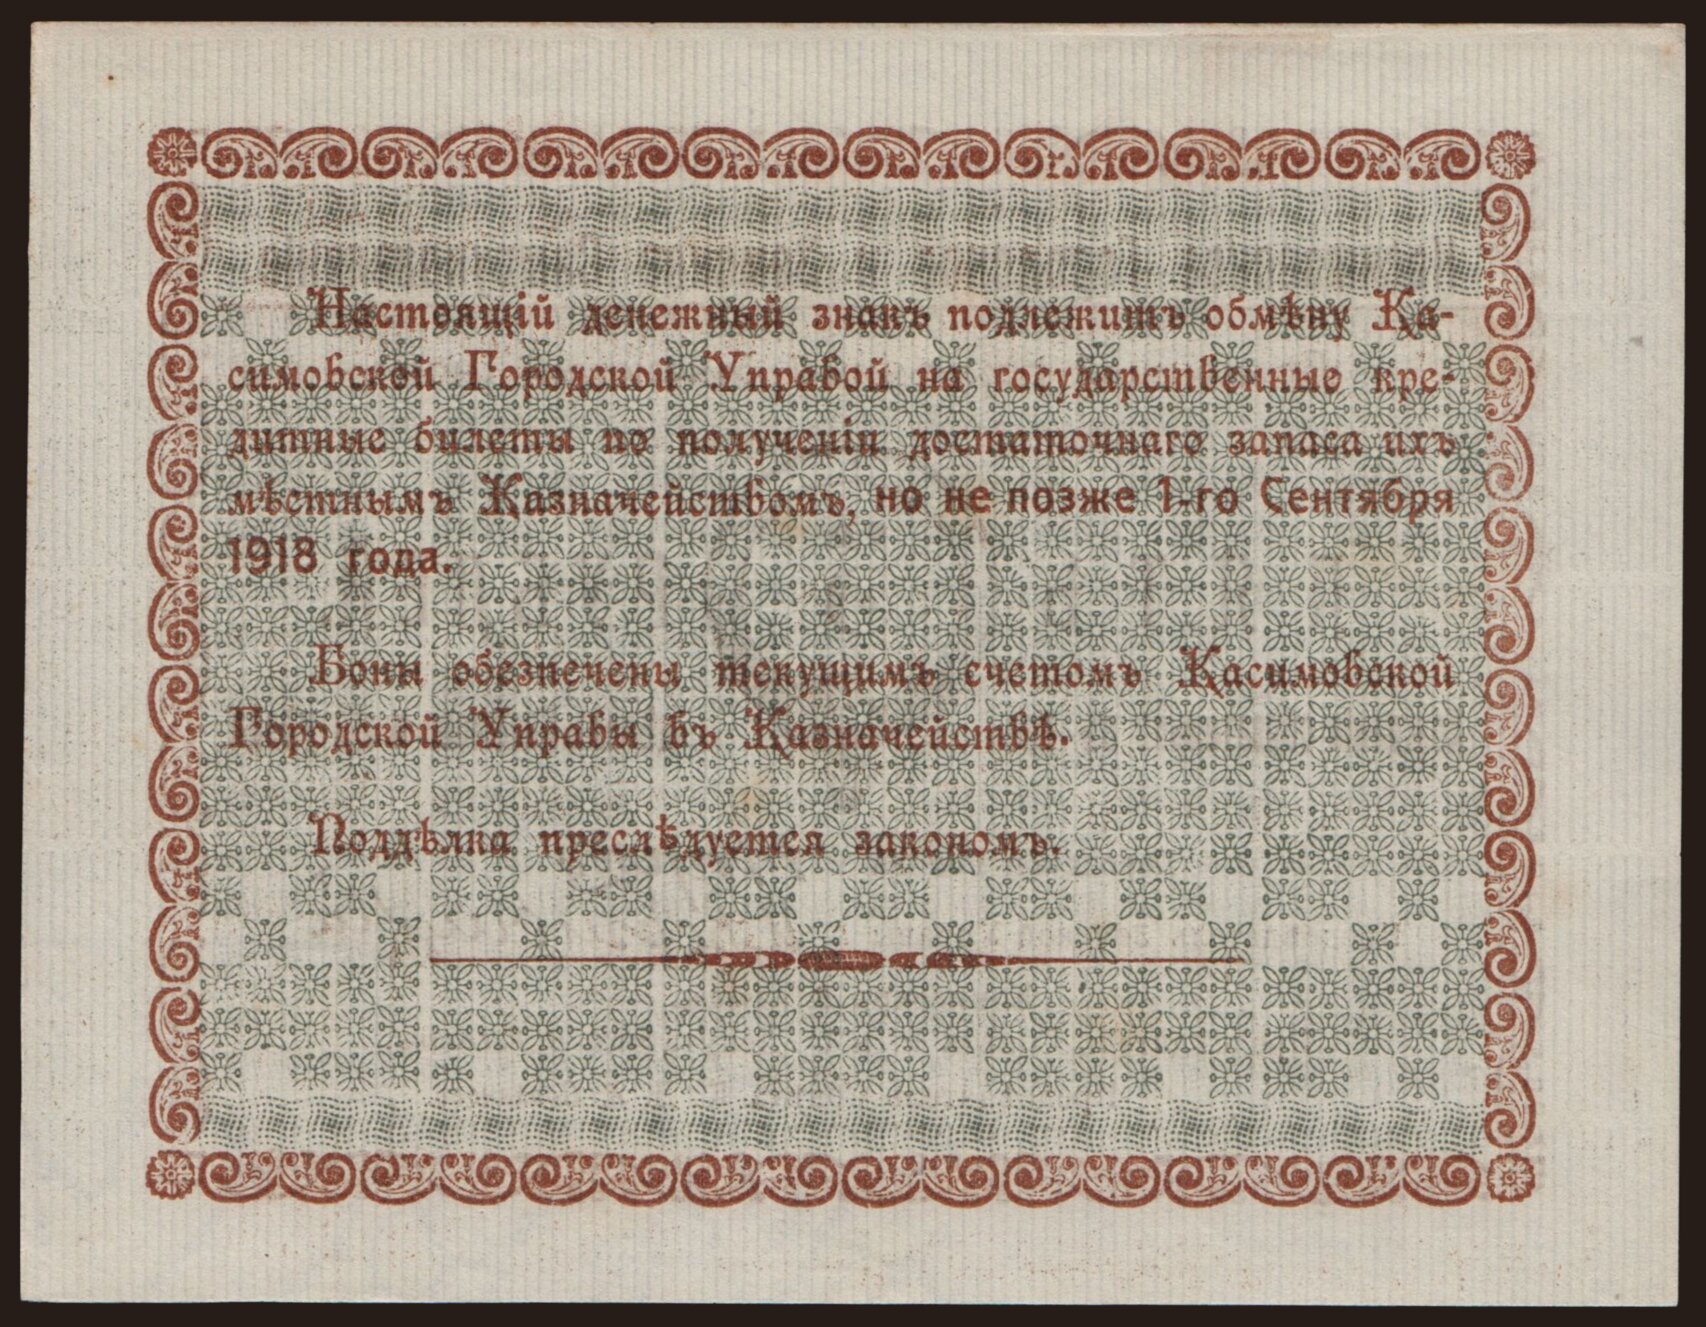 Настоящій денежный знакъ подлежитъ обмѣну Ка-
симовской Городской Управой на государственные кре-
дитные билеты по полученіи достаточнаго запаса ихъ
мѣстнымъ Казначействомъ, но не позже 1-го Сентября
1918 года.
Боны обезпечены текущимъ счетомъ Касимовской
Городской Управы въ Казначействѣ.
Поддѣлка преслѣдуется закономъ.